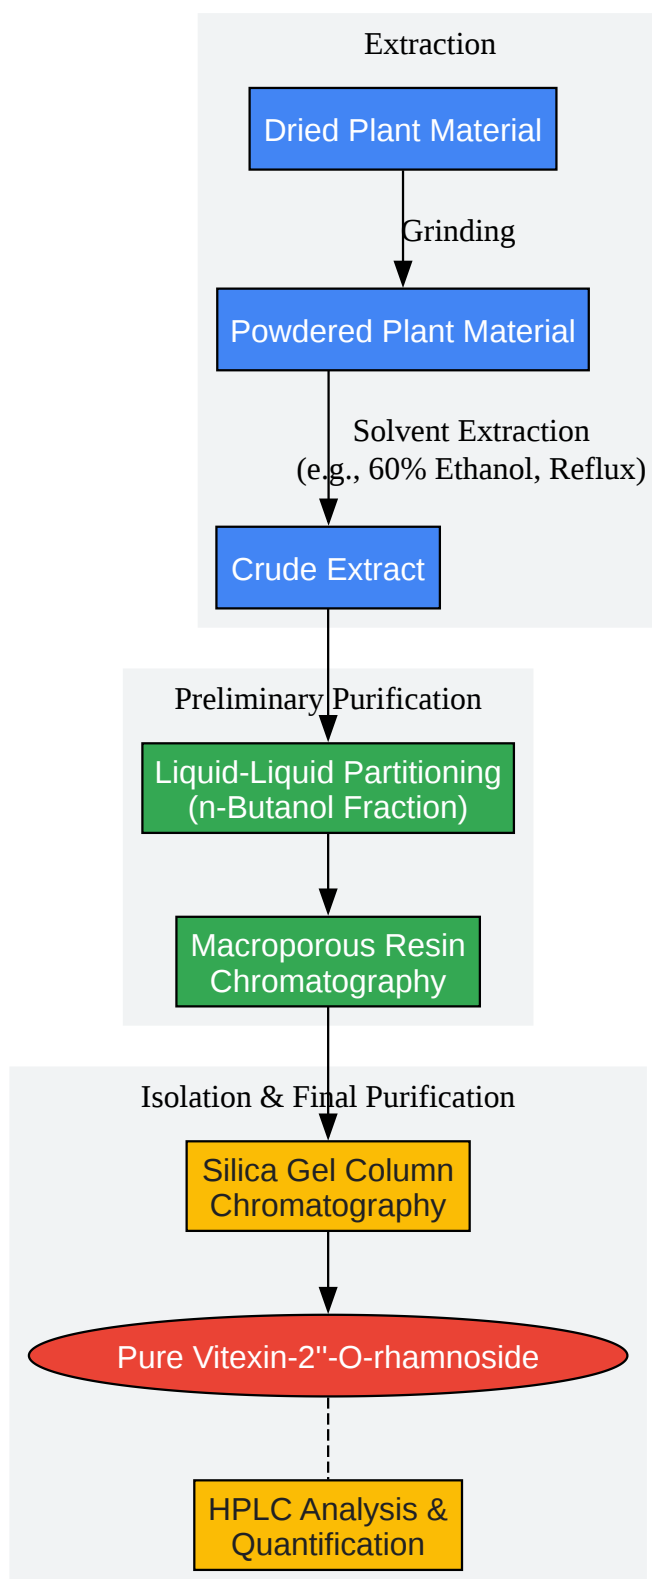 Extraction
Dried Plant Material
Grinding
Powdered Plant Material
Solvent Extraction
(e.g., 60% Ethanol, Reflux)
Crude Extract
Preliminary Purification
Liquid-Liquid Partitioning
(n-Butanol Fraction)
Macroporous Resin
Chromatography
Isolation & Final Purification
Silica Gel Column
Chromatography
Pure Vitexin-2''-O-rhamnoside
HPLC Analysis &
Quantification